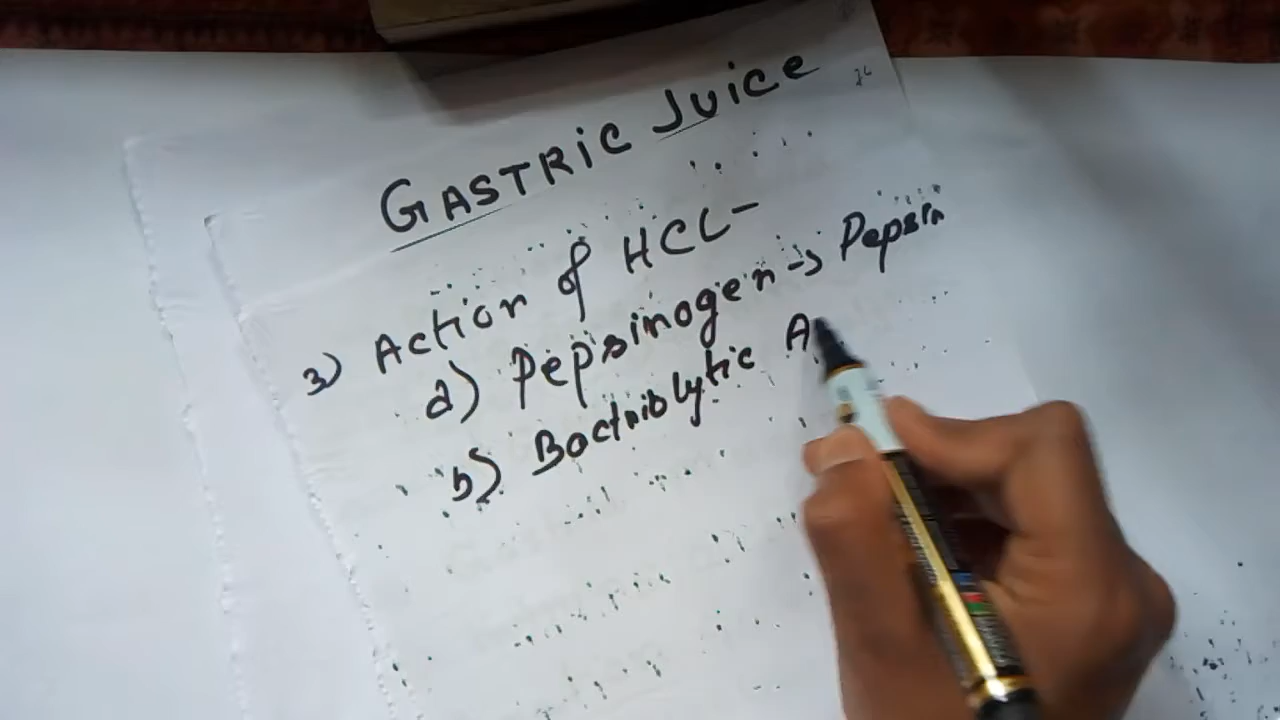 GASTRIC JUICE
3) Action of HCL-
a) Pepsinogen → Pepsin
b) Bactriolytic A